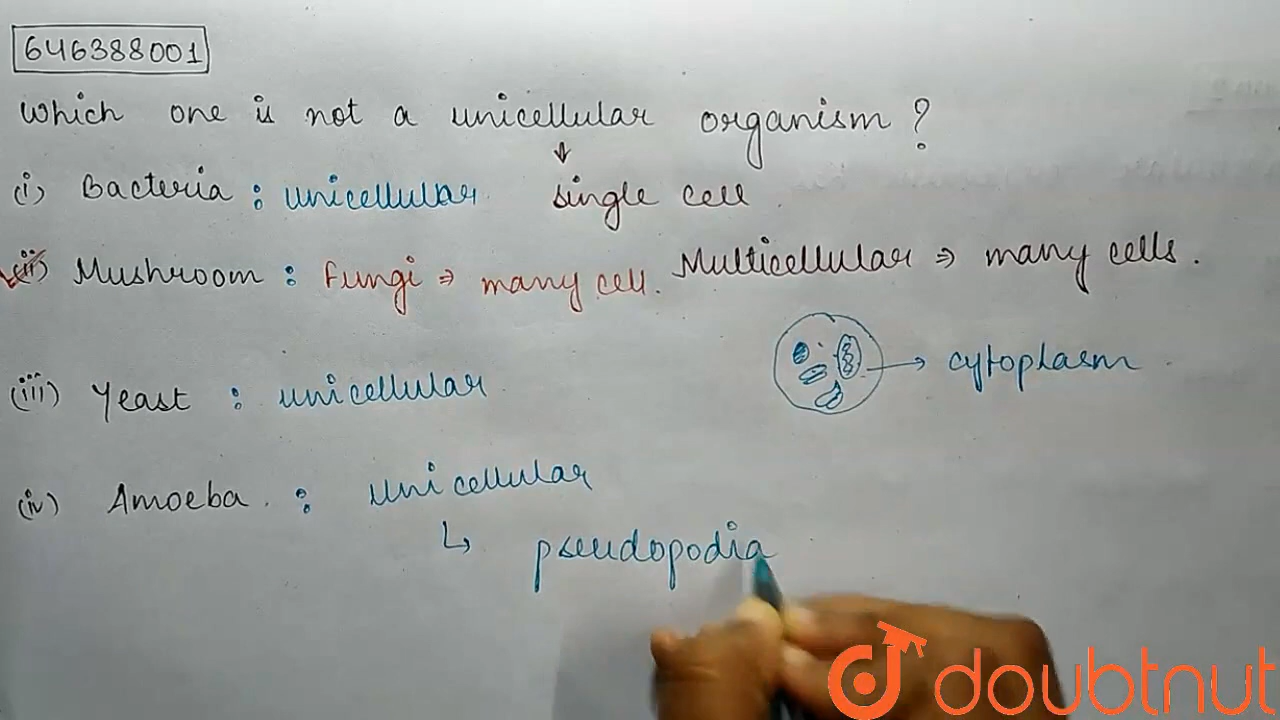 646388001
Which one is not a unicellular organism?
↓
(i) Bacteria : unicellular. single cell
(ii) Mushroom : Fungi ⇒ many cell. Multicellular ⇒ many cells.
→ cytoplasm
(iii) Yeast : unicellular
(iv) Amoeba. : unicellular
↳ pseudopodia
doubtnut